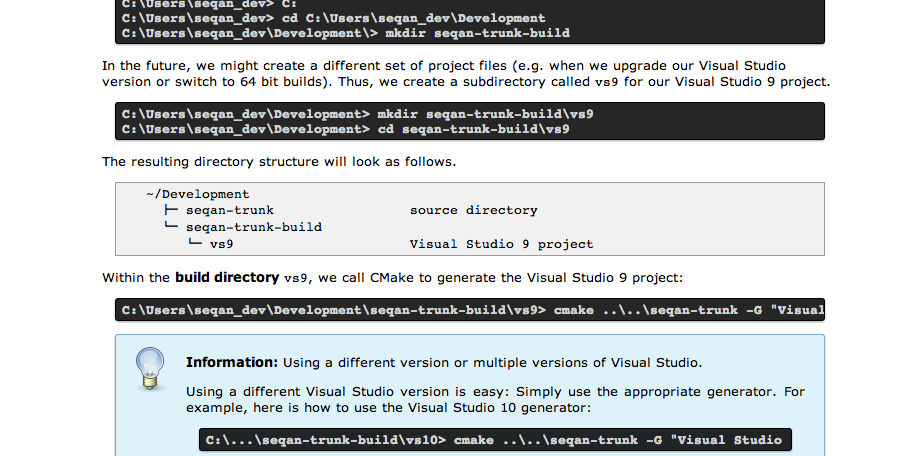 C:\Users\seqan_dev> C:
C:\Users\seqan_dev> cd C:\Users\seqan_dev\Development
C:\Users\seqan_dev\Development\> mkdir seqan-trunk-build
In the future, we might create a different set of project files (e.g. when we upgrade our Visual Studio
version or switch to 64 bit builds). Thus, we create a subdirectory called vs9 for our Visual Studio 9 project.
C:\Users\seqan_dev\Development> mkdir seqan-trunk-build\vs9
C:\Users\seqan_dev\Development> cd seqan-trunk-build\vs9
The resulting directory structure will look as follows.
~/Development
├─ seqan-trunk source directory
└─ seqan-trunk-build
└─ vs9 Visual Studio 9 project
Within the build directory vs9, we call CMake to generate the Visual Studio 9 project:
C:\Users\seqan_dev\Development\seqan-trunk-build\vs9> cmake ..\..\seqan-trunk -G "Visual
Information: Using a different version or multiple versions of Visual Studio.
Using a different Visual Studio version is easy: Simply use the appropriate generator. For
example, here is how to use the Visual Studio 10 generator:
C:\...\seqan-trunk-build\vs10> cmake ..\..\seqan-trunk -G "Visual Studio